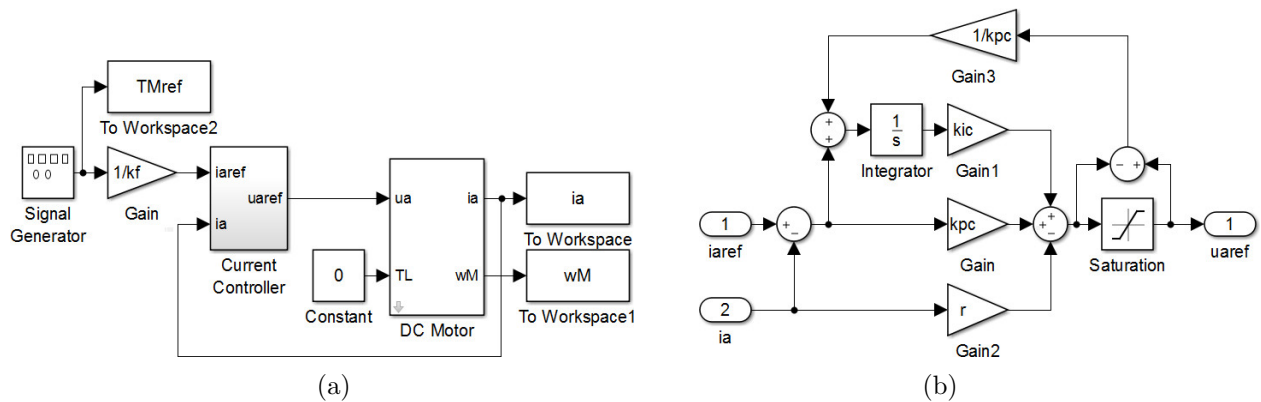 TMref
To Workspace2
1/kf
Gain
Signal
Generator
iaref
ia
uaref
Current
Controller
0
Constant
ua
TL
ia
wM
DC Motor
ia
To Workspace
wM
To Workspace1
(a)
1/kpc
Gain3
+
+
1
s
Integrator
kic
Gain1
- +
1
iaref
+
-
kpc
Gain
+
+
-
Saturation
1
uaref
2
ia
r
Gain2
(b)